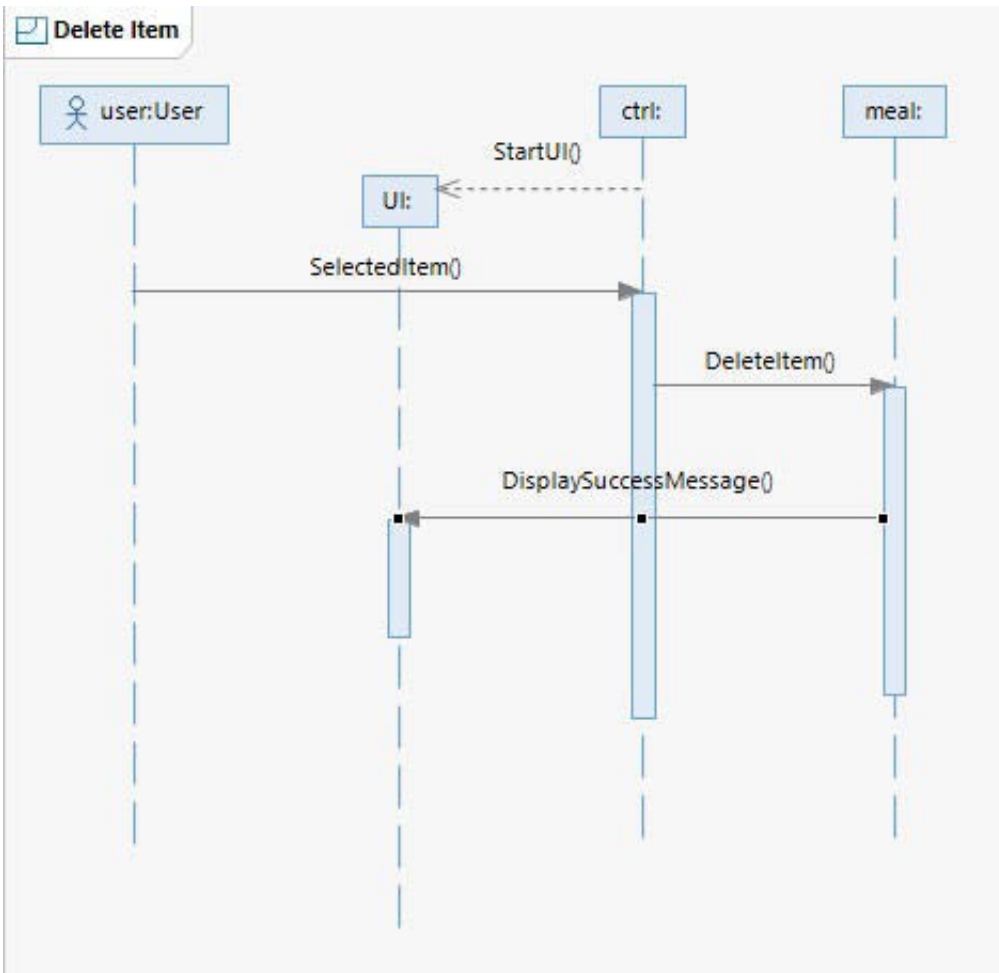 Delete Item
user:User
ctrl:
meal:
StartUI()
UI:
SelectedItem()
DeleteItem()
DisplaySuccessMessage()